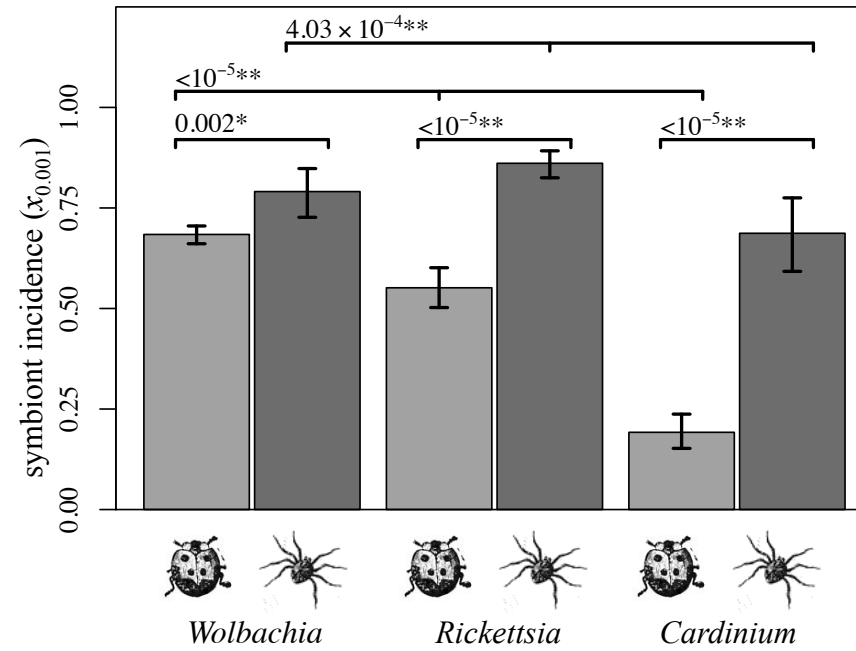 4.03 × 10⁻⁴**
<10⁻⁵**
0.002*
<10⁻⁵**
<10⁻⁵**
symbiont incidence (x₀.₀₀₁)
1.00
0.75
0.50
0.25
0.00
Wolbachia
Rickettsia
Cardinium